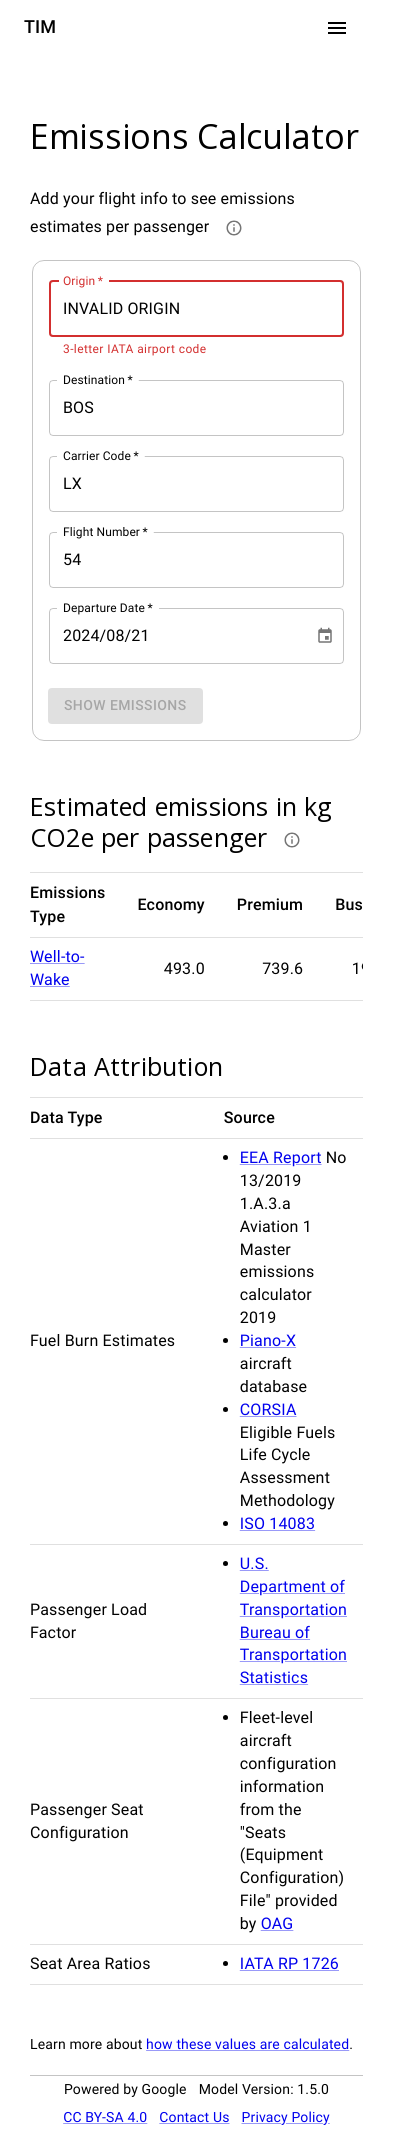 TIM
Emissions Calculator
Add your flight info to see emissions
estimates per passenger
Origin *
INVALID ORIGIN
3-letter IATA airport code
Destination *
BOS
Carrier Code *
LX
Flight Number *
54
Departure Date *
2024/08/21
SHOW EMISSIONS
Estimated emissions in kg
CO2e per passenger
Emissions
Type
Economy
Premium
Bus
Well-to-
Wake
493.0
739.6
Data Attribution
Data Type
Source
Fuel Burn Estimates
• EEA Report No
13/2019
1.A.3.a
Aviation 1
Master
emissions
calculator
2019
• Piano-X
aircraft
database
• CORSIA
Eligible Fuels
Life Cycle
Assessment
Methodology
• ISO 14083
Passenger Load
Factor
• U.S.
Department of
Transportation
Bureau of
Transportation
Statistics
Passenger Seat
Configuration
• Fleet-level
aircraft
configuration
information
from the
"Seats
(Equipment
Configuration)
File" provided
by OAG
Seat Area Ratios
• IATA RP 1726
Learn more about how these values are calculated.
Powered by Google Model Version: 1.5.0
CC BY-SA 4.0 Contact Us Privacy Policy